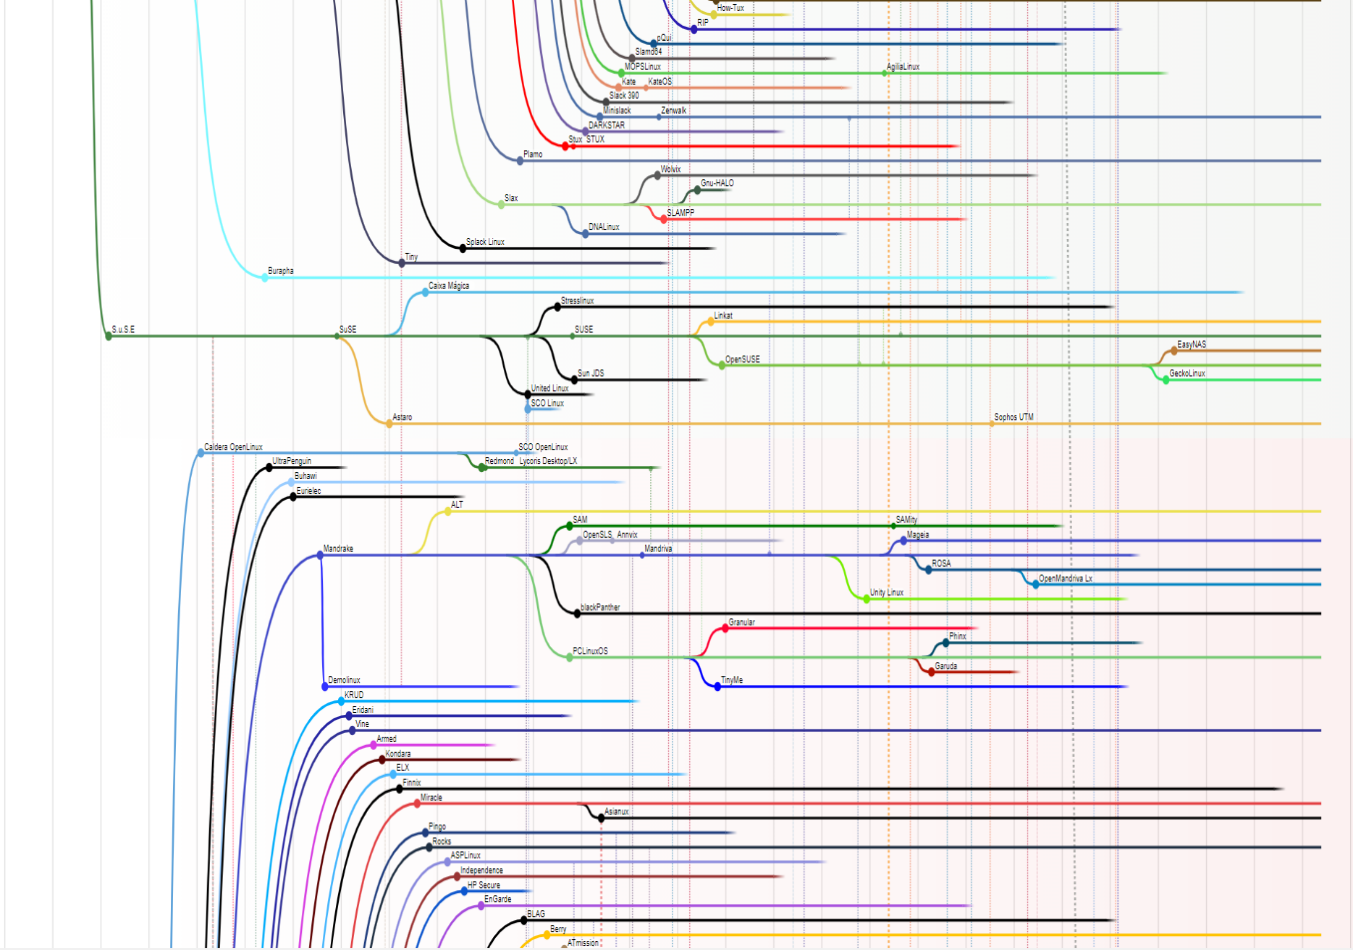 How-Tux
RIP
pQui
Slamd64
MOPSLinux AgiliaLinux
Kate KateOS
Slack 390
Minislack Zenwalk
DARKSTAR
Stux STUX
Plamo
Wolvix
Gnu-HALO
Slax
SLAMPP
DNALinux
Splack Linux
Tiny
Burapha
Caixa Mágica
Stresslinux
Linkat
S.u.S.E SuSE SUSE
EasyNAS
OpenSUSE
GeckoLinux
Sun JDS
United Linux
SCO Linux
Astaro Sophos UTM
Caldera OpenLinux SCO OpenLinux
UltraPenguin Redmond Lycoris Desktop/LX
Buhawi
Eurielec
ALT
SAM SAMity
OpenSLS Annvix Mageia
Mandrake Mandriva
ROSA
OpenMandriva Lx
Unity Linux
blackPanther
Granular
Phinx
PCLinuxOS
Garuda
Demolinux TinyMe
KRUD
Eridani
Vine
Armed
Kondara
ELX
Finnix
Miracle
Asianux
Pingo
Rocks
ASPLinux
Independence
HP Secure
EnGarde
BLAG
Berry
ATmission